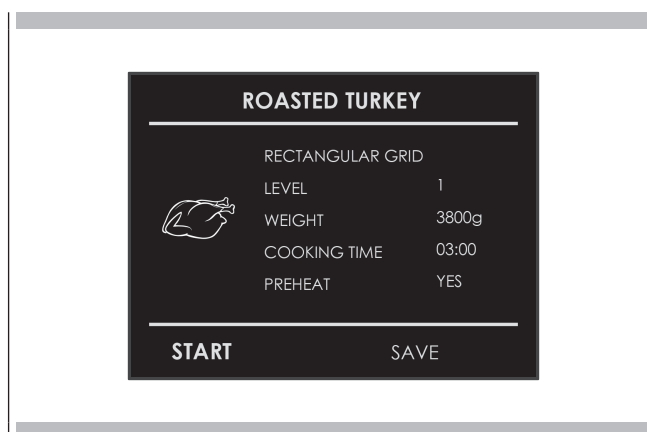 ROASTED TURKEY
RECTANGULAR GRID
LEVEL 1
WEIGHT 3800g
COOKING TIME 03:00
PREHEAT YES
START SAVE